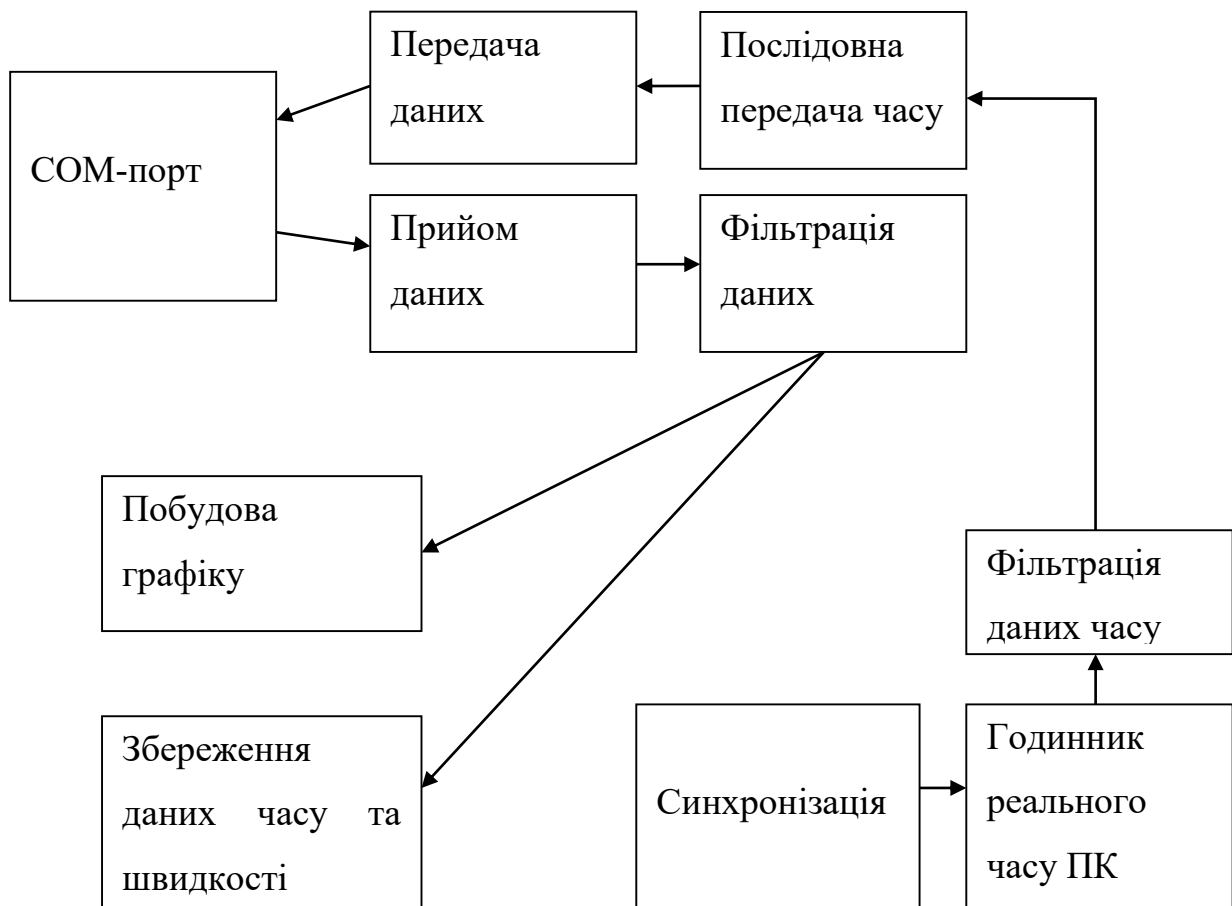 Передача
даних
Послідовна
передача часу
COM-порт
Прийом
даних
Фільтрація
даних
Побудова
графіку
Фільтрація
даних часу
Збереження
даних часу та
швидкості
Синхронізація
Годинник
реального
часу ПК